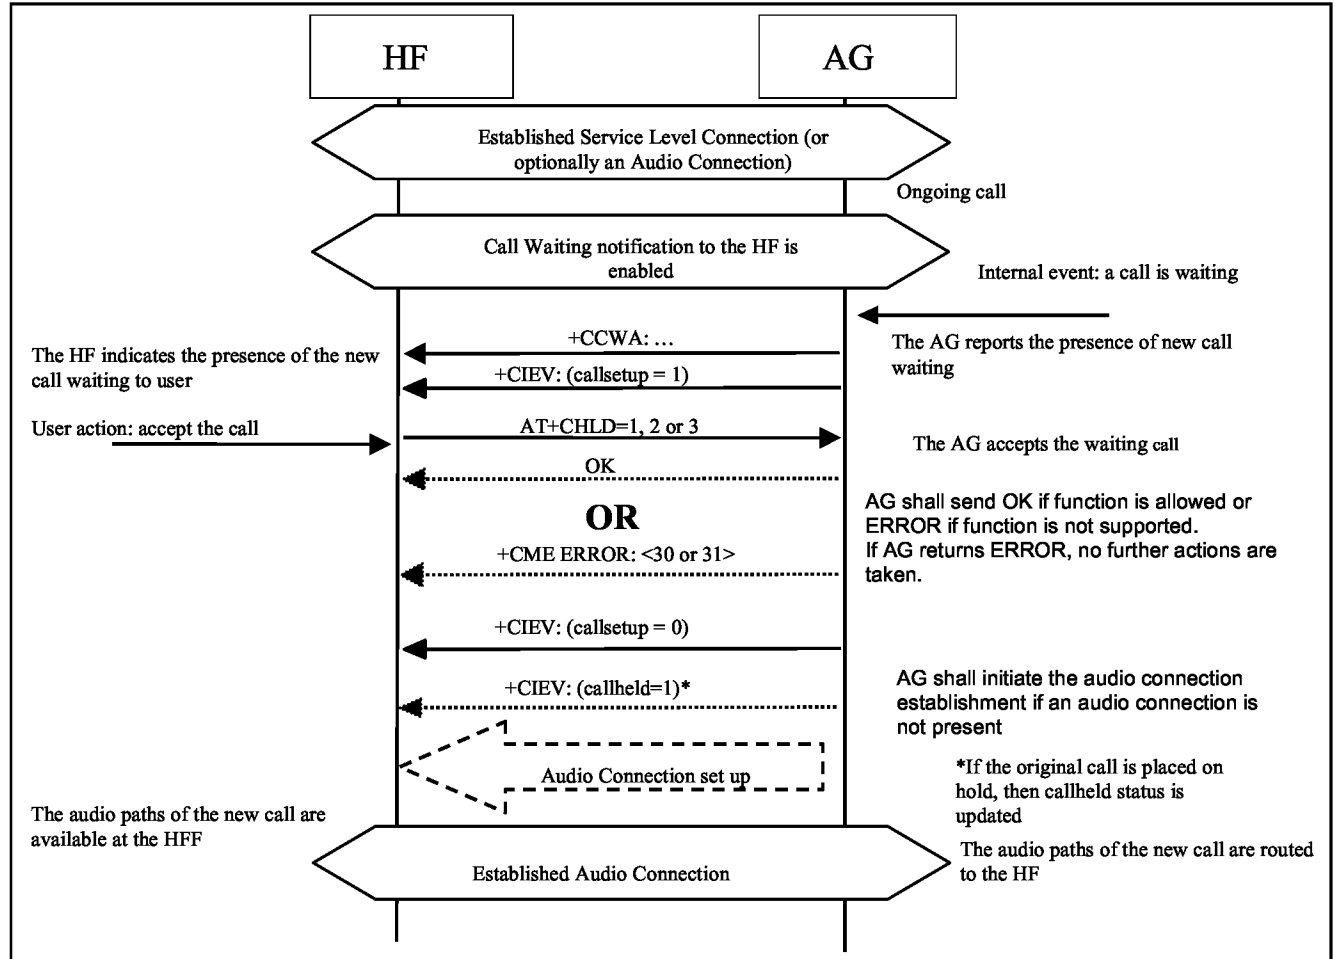 HF
AG
Established Service Level Connection (or
optionally an Audio Connection)
Ongoing call
Call Waiting notification to the HF is
enabled
Internal event: a call is waiting
+CCWA: …
The HF indicates the presence of the new
call waiting to user
The AG reports the presence of new call
waiting
+CIEV: (callsetup = 1)
User action: accept the call
AT+CHLD=1, 2 or 3
The AG accepts the waiting call
OK
AG shall send OK if function is allowed or
ERROR if function is not supported.
If AG returns ERROR, no further actions are
taken.
OR
+CME ERROR: <30 or 31>
+CIEV: (callsetup = 0)
+CIEV: (callheld=1)*
AG shall initiate the audio connection
establishment if an audio connection is
not present
Audio Connection set up
*If the original call is placed on
hold, then callheld status is
updated
The audio paths of the new call are
available at the HFF
The audio paths of the new call are routed
to the HF
Established Audio Connection